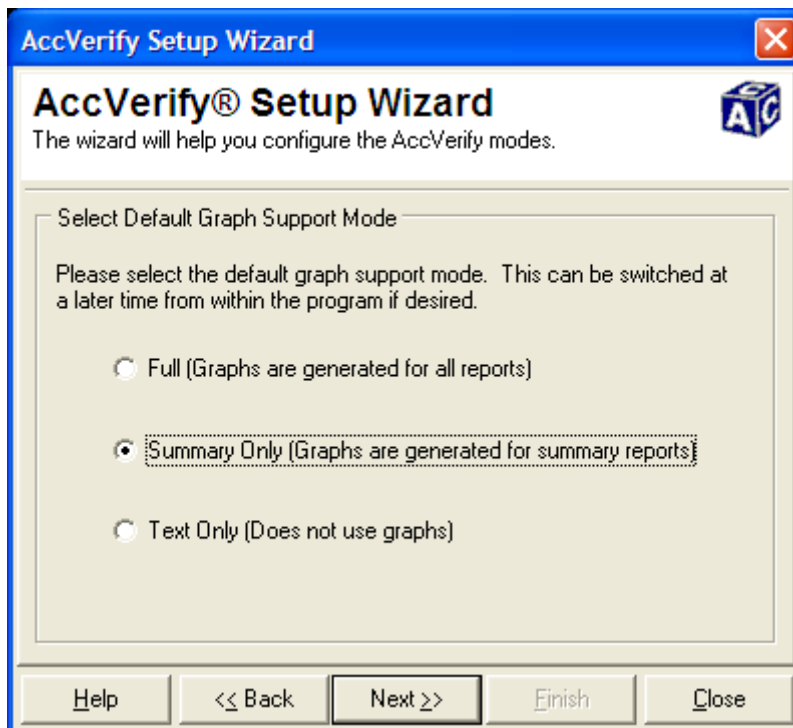 AccVerify Setup Wizard
AccVerify® Setup Wizard
The wizard will help you configure the AccVerify modes.
A C
Select Default Graph Support Mode
Please select the default graph support mode.  This can be switched at
a later time from within the program if desired.
Full (Graphs are generated for all reports)
Summary Only (Graphs are generated for summary reports)
Text Only (Does not use graphs)
Help
<< Back
Next >>
Finish
Close